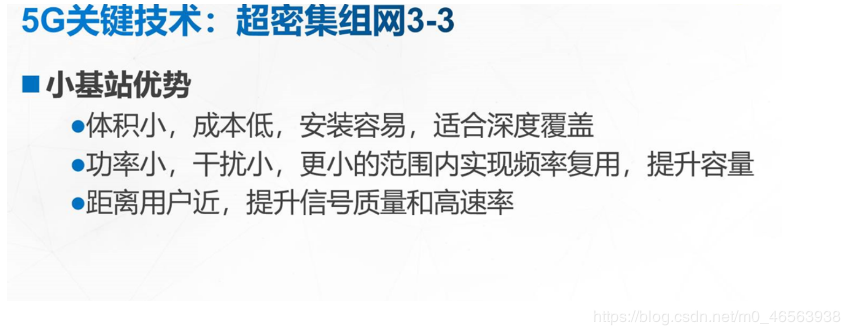 5G关键技术：超密集组网3-3
小基站优势
体积小，成本低，安装容易，适合深度覆盖
功率小，干扰小，更小的范围内实现频率复用，提升容量
距离用户近，提升信号质量和高速率
https://blog.csdn.net/m0_46563938